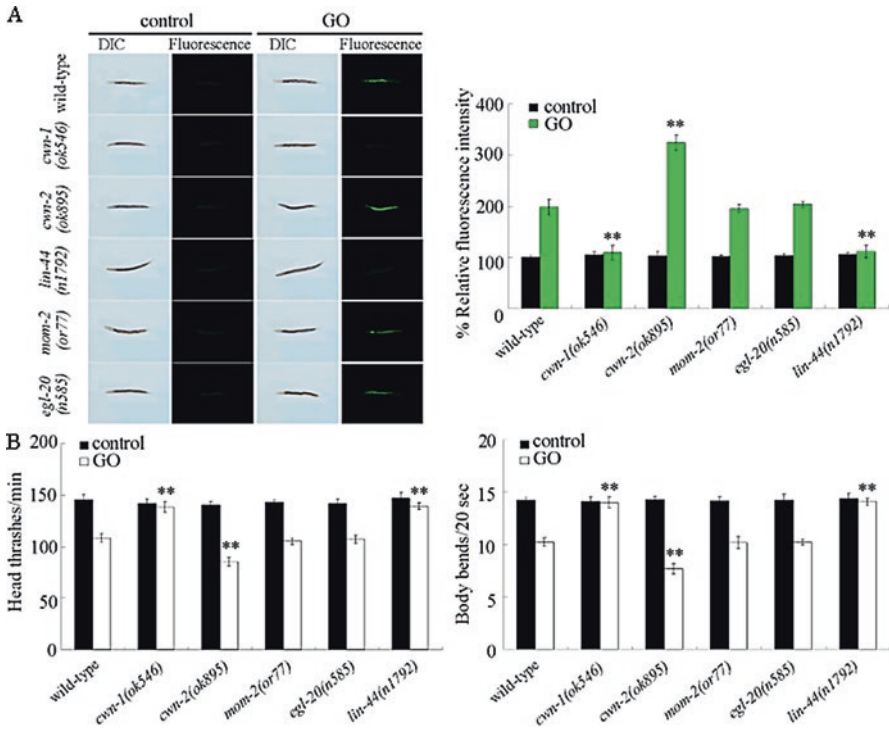 A
control GO
DIC Fluorescence DIC Fluorescence
wild-type
cwn-1
(ok546)
cwn-2
(ok895)
lin-44
(n1792)
mom-2
(or77)
egl-20
(n585)
% Relative fluorescence intensity
400
300
200
100
0
control
GO
**
**
**
wild-type
cwn-1(ok546)
cwn-2(ok895)
mom-2(or77)
egl-20(n585)
lin-44(n1792)
B
Head thrashes/min
200
150
100
50
0
control
GO
**
**
**
wild-type
cwn-1(ok546)
cwn-2(ok895)
mom-2(or77)
egl-20(n585)
lin-44(n1792)
Body bends/20 sec
20
15
10
5
0
control
GO
**
**
**
wild-type
cwn-1(ok546)
cwn-2(ok895)
mom-2(or77)
egl-20(n585)
lin-44(n1792)